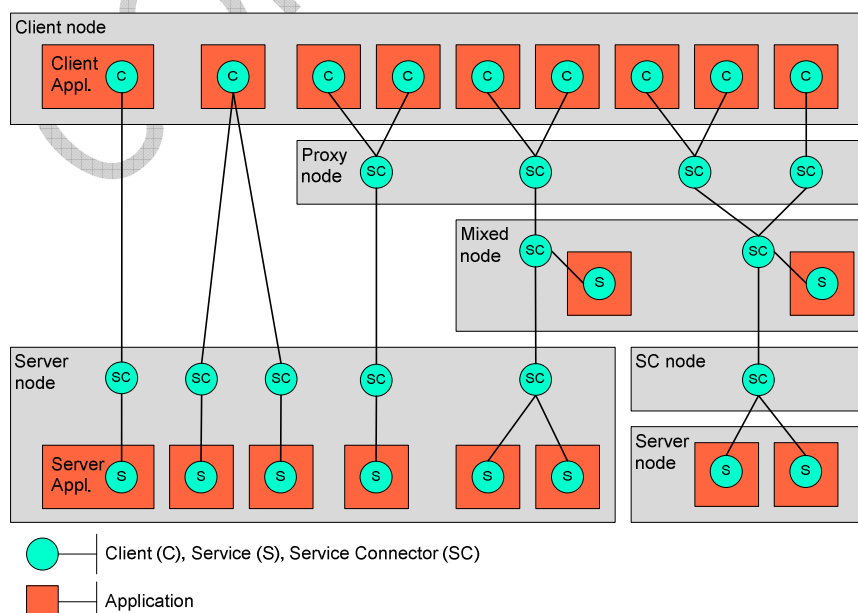 Client node
Client
Appl.
C
C
C
C
C
C
C
C
C
Proxy
node
SC
SC
SC
SC
Mixed
node
SC
S
SC
S
Server
node
SC
SC
SC
SC
SC
SC node
SC
Server
Appl.
S
S
S
S
S
S
Server
node
S
S
Client (C), Service (S), Service Connector (SC)
Application